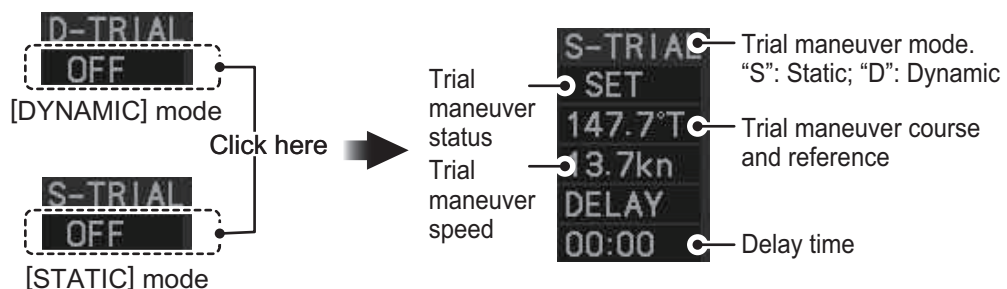 D-TRIAL
OFF
[DYNAMIC] mode
Click here
S-TRIAL
OFF
[STATIC] mode
Trial
maneuver
status
Trial
maneuver
speed
S-TRIAL
SET
147.7°T
13.7kn
DELAY
00:00
Trial maneuver mode.
“S”: Static; “D”: Dynamic
Trial maneuver course
and reference
Delay time